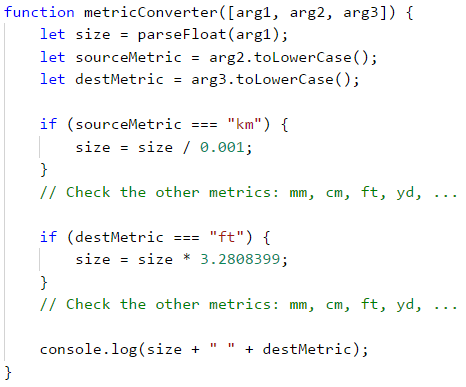 function metricConverter([arg1, arg2, arg3]) {
let size = parseFloat(arg1);
let sourceMetric = arg2.toLowerCase();
let destMetric = arg3.toLowerCase();
if (sourceMetric === "km") {
size = size / 0.001;
}
// Check the other metrics: mm, cm, ft, yd, ...
if (destMetric === "ft") {
size = size * 3.2808399;
}
// Check the other metrics: mm, cm, ft, yd, ...
console.log(size + " " + destMetric);
}